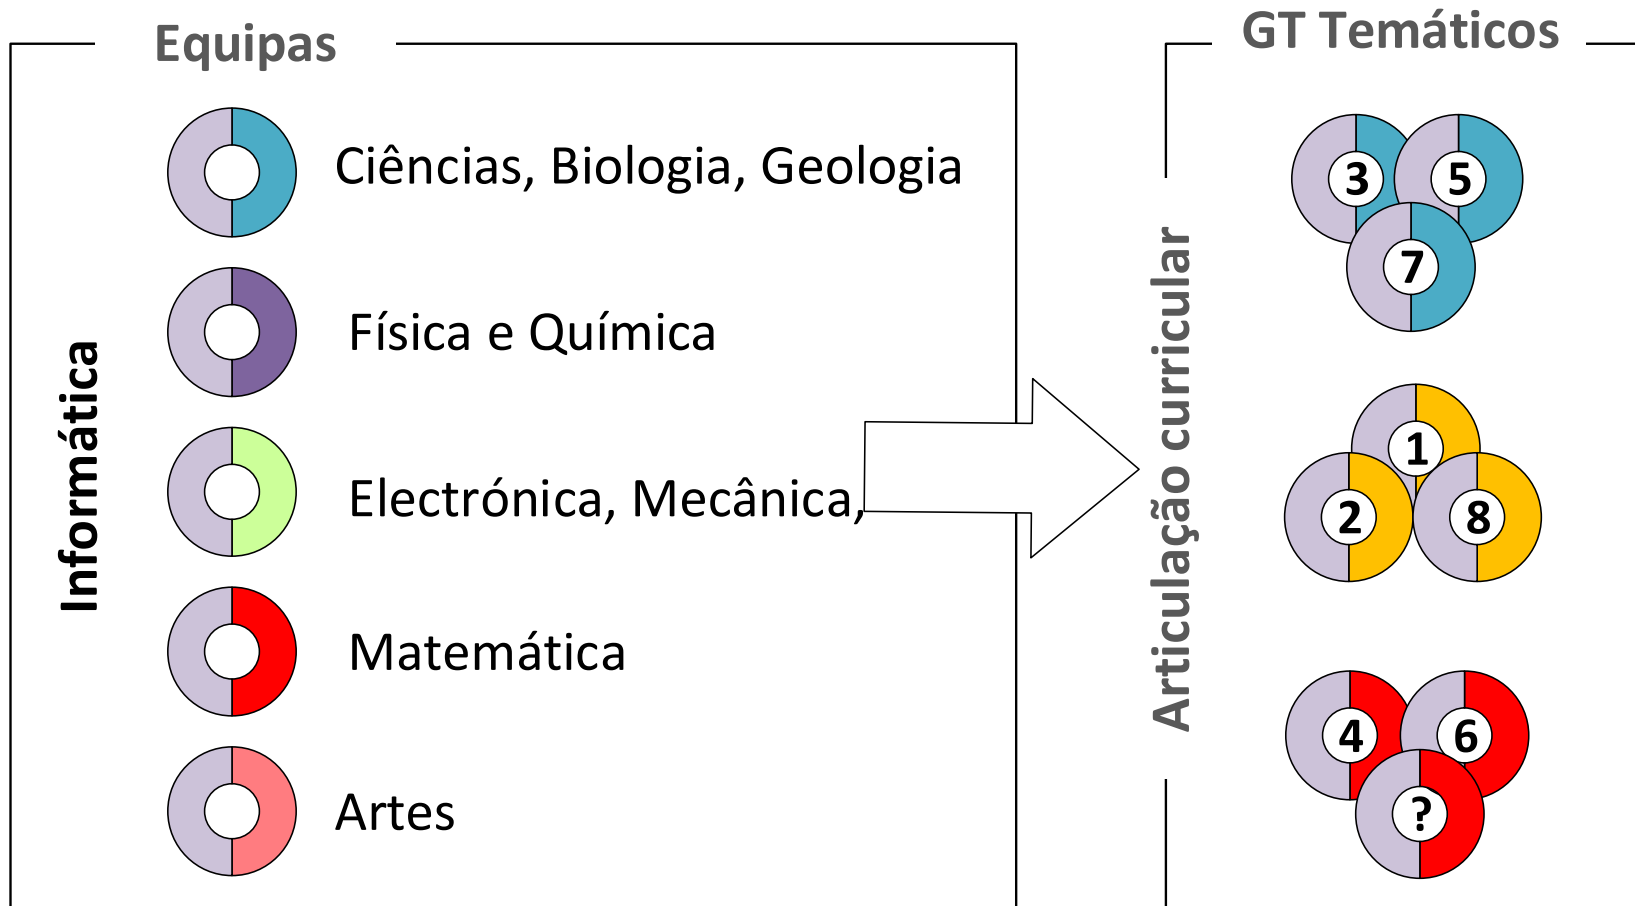 Equipas
Informática
Ciências, Biologia, Geologia
Física e Química
Electrónica, Mecânica,
Matemática
Artes
GT Temáticos
Articulação curricular
3
5
7
1
2
8
4
6
?